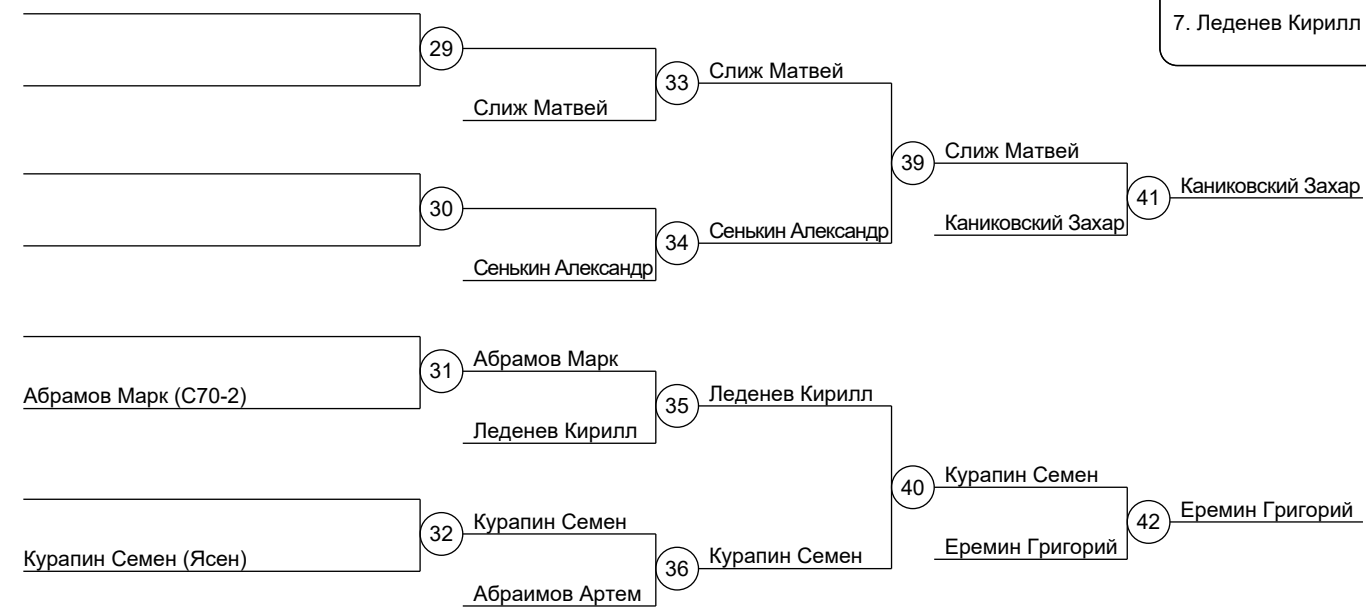 7. Леденев Кирилл
29
33
Слиж Матвей
Слиж Матвей
39
Слиж Матвей
41
Каниковский Захар
30
34
Сенькин Александр
Каниковский Захар
Сенькин Александр
31
Абрамов Марк
Абрамов Марк (С70-2)
35
Леденев Кирилл
Леденев Кирилл
40
Курапин Семен
42
Еремин Григорий
32
Курапин Семен
Еремин Григорий
Курапин Семен (Ясен)
36
Курапин Семен
Абраимов Артем